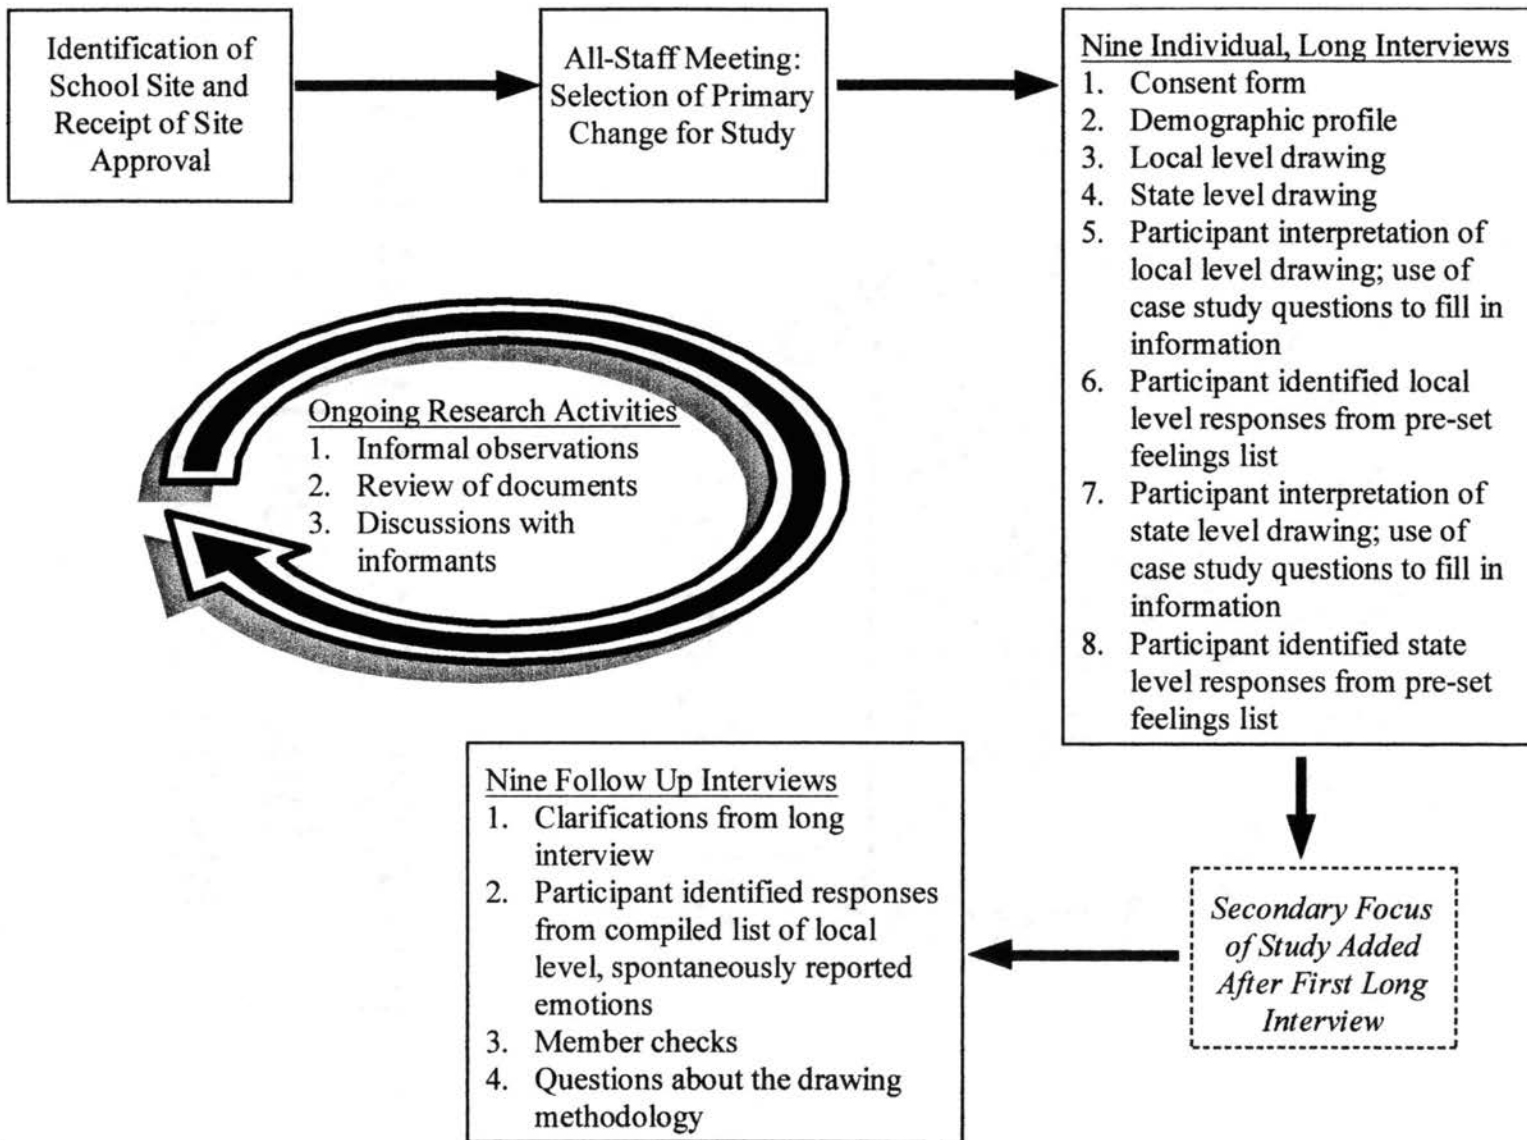 Identification of
School Site and
Receipt of Site
Approval
All-Staff Meeting:
Selection of Primary
Change for Study
Nine Individual, Long Interviews
1. Consent form
2. Demographic profile
3. Local level drawing
4. State level drawing
5. Participant interpretation of
local level drawing; use of
case study questions to fill in
information
6. Participant identified local
level responses from pre-set
feelings list
7. Participant interpretation of
state level drawing; use of
case study questions to fill in
information
8. Participant identified state
level responses from pre-set
feelings list
Ongoing Research Activities
1. Informal observations
2. Review of documents
3. Discussions with
informants
Secondary Focus
of Study Added
After First Long
Interview
Nine Follow Up Interviews
1. Clarifications from long
interview
2. Participant identified responses
from compiled list of local
level, spontaneously reported
emotions
3. Member checks
4. Questions about the drawing
methodology